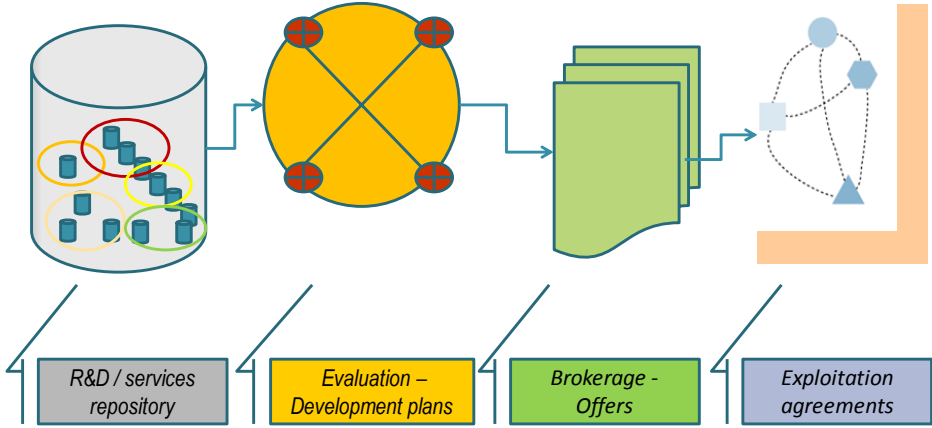 R&D / services
repository
Evaluation –
Development plans
Brokerage -
Offers
Exploitation
agreements